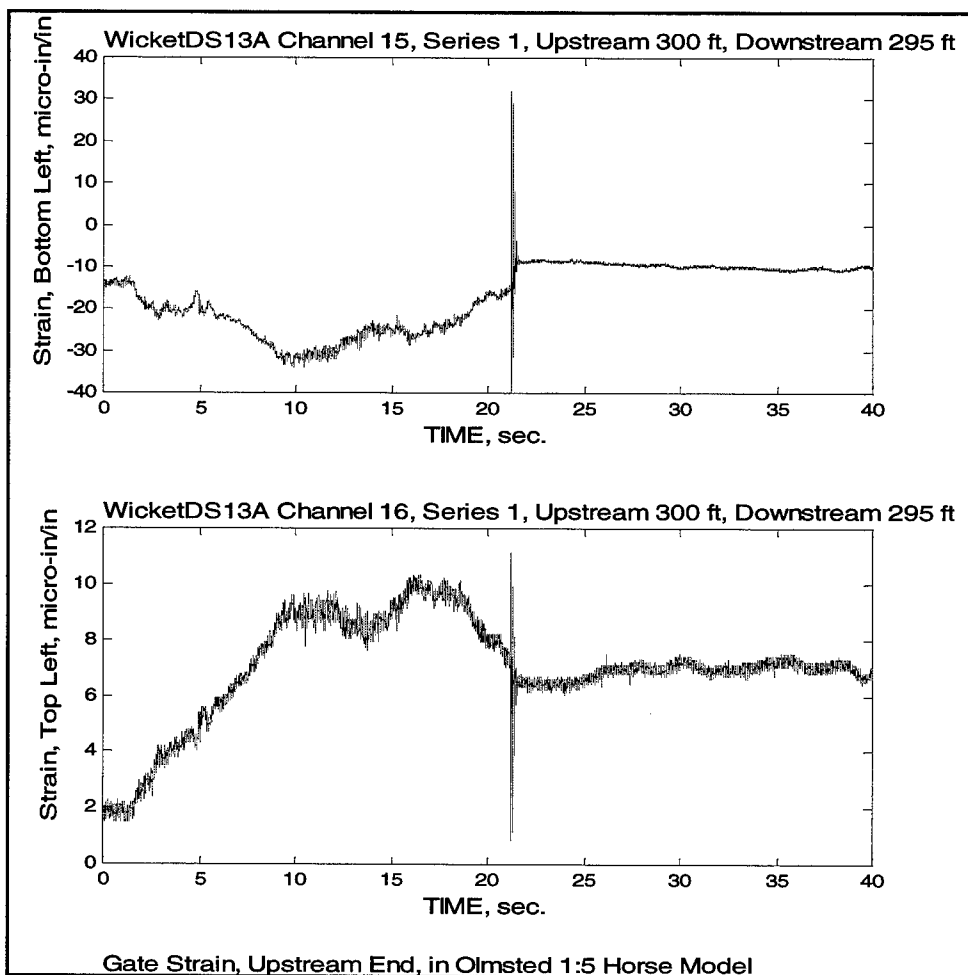 WicketDS13A Channel 15, Series 1, Upstream 300 ft, Downstream 295 ft
Strain, Bottom Left, micro-in/in
40
30
20
10
0
-10
-20
-30
-40
0 5 10 15 20 25 30 35 40
TIME, sec.
WicketDS13A Channel 16, Series 1, Upstream 300 ft, Downstream 295 ft
Strain, Top Left, micro-in/in
12
10
8
6
4
2
0
0 5 10 15 20 25 30 35 40
TIME, sec.
Gate Strain, Upstream End, in Olmsted 1:5 Horse Model